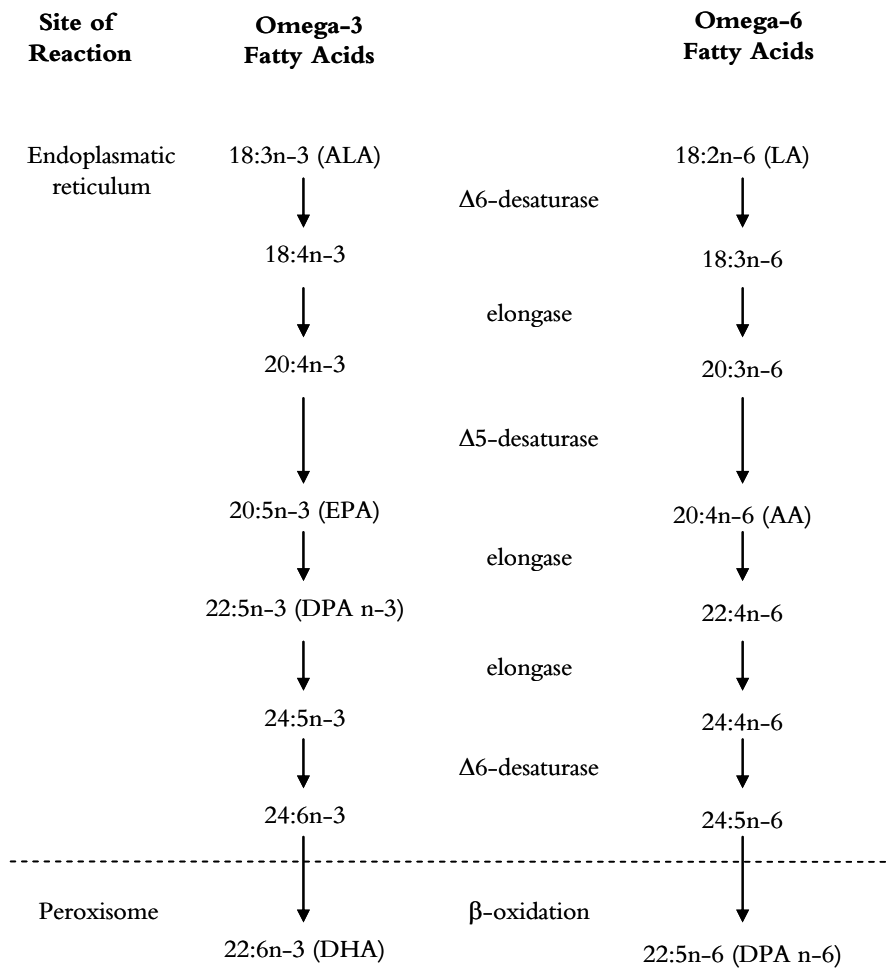 Site of
Reaction
Omega-3
Fatty Acids
Omega-6
Fatty Acids
Endoplasmatic
reticulum
18:3n-3 (ALA)
18:2n-6 (LA)
Δ6-desaturase
18:4n-3
18:3n-6
elongase
20:4n-3
20:3n-6
Δ5-desaturase
20:5n-3 (EPA)
20:4n-6 (AA)
elongase
22:5n-3 (DPA n-3)
22:4n-6
elongase
24:5n-3
24:4n-6
Δ6-desaturase
24:6n-3
24:5n-6
Peroxisome
β-oxidation
22:6n-3 (DHA)
22:5n-6 (DPA n-6)